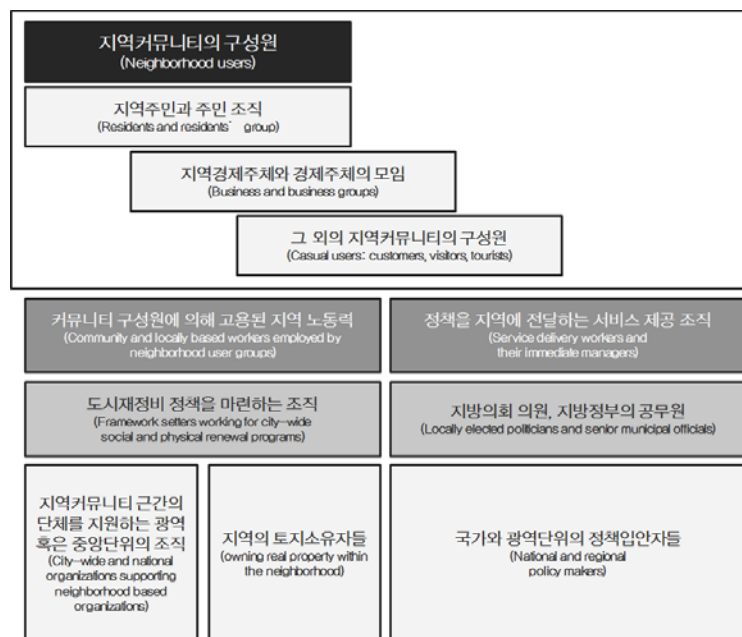 지역커뮤니티의 구성원
(Neighborhood users)
지역주민과 주민 조직
(Residents and residents' group)
지역경제주체와 경제주체의 모임
(Business and business groups)
그 외의 지역커뮤니티의 구성원
(Casual users: customers, visitors, tourists)
커뮤니티 구성원에 의해 고용된 지역 노동력
(Community and locally based workers employed by
neighborhood user groups)
정책을 지역에 전달하는 서비스 제공 조직
(Service delivery workers and
their immediate managers)
도시재정비 정책을 마련하는 조직
(Framework setters working for city-wide
social and physical renewal programs)
지방의회 의원, 지방정부의 공무원
(Locally elected politicians and senior municipal officials)
지역커뮤니티 근간의
단체를 지원하는 광역
혹은 중앙단위의 조직
(City-wide and national
organizations supporting
neighborhood based
organizations)
지역의 토지소유자들
(owning real property within
the neighborhood)
국가와 광역단위의 정책입안자들
(National and regional
policy makers)